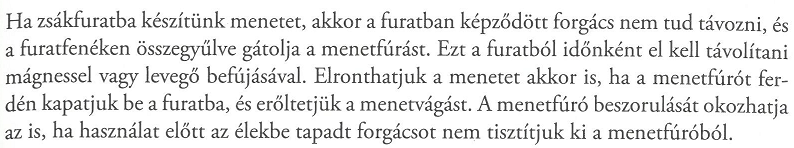 Ha zsákfuratba készítünk menetet, akkor a furatban képződött forgács nem tud távozni, és
a furatfenéken összegyűlve gátolja a menetfúrást. Ezt a furatból időnként el kell távolítani
mágnessel vagy levegő befújásával. Elronthatjuk a menetet akkor is, ha a menetfúrót fer-
dén kapatjuk be a furatba, és erőltetjük a menetvágást. A menetfúró beszorulását okozhatja
az is, ha használat előtt az élekbe tapadt forgácsot nem tisztítjuk ki a menetfúróból.